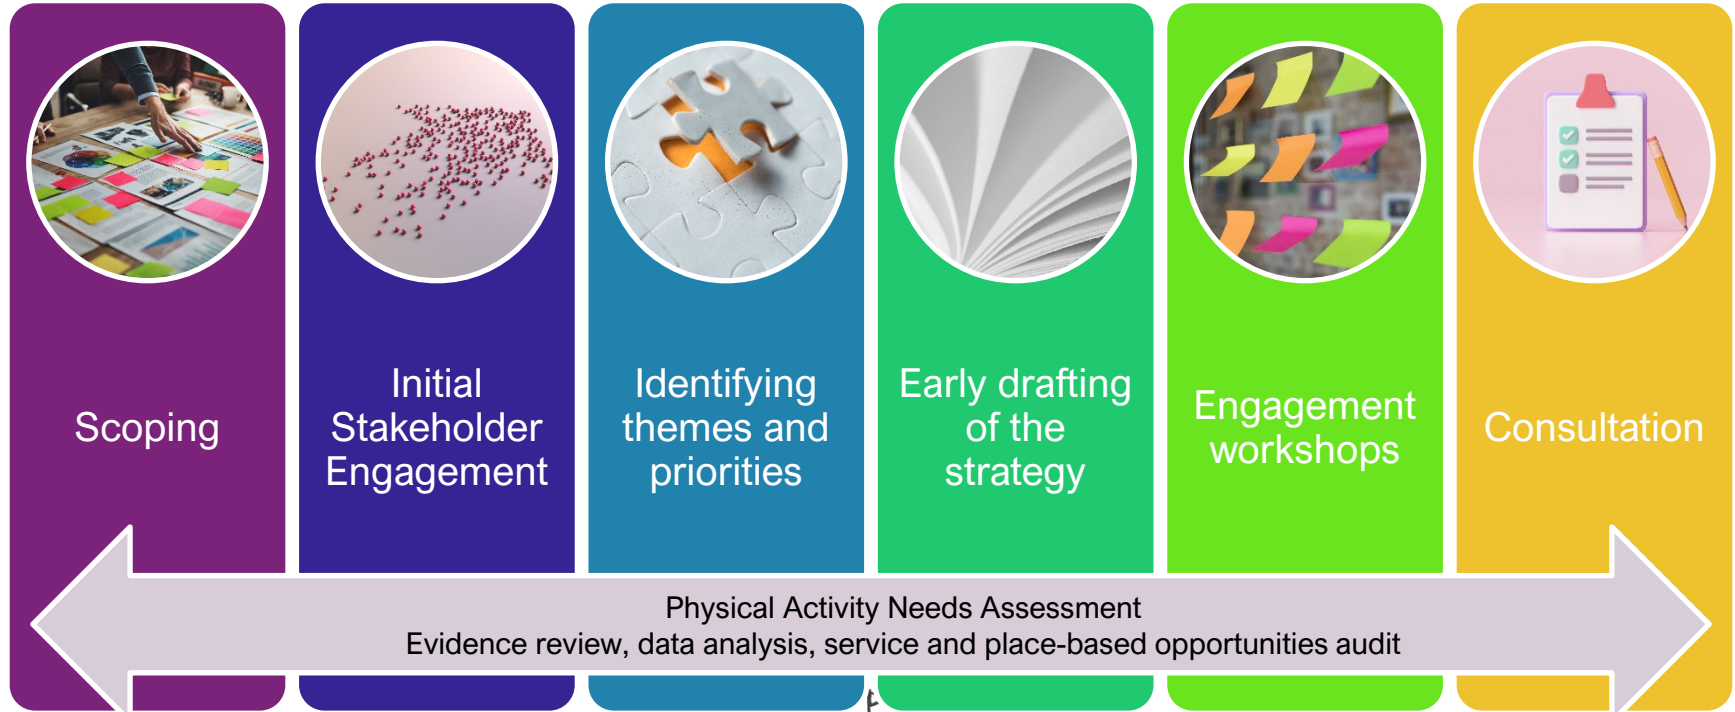 Scoping
Initial
Stakeholder
Engagement
Identifying
themes and
priorities
Early drafting
of the
strategy
Engagement
workshops
Consultation
Physical Activity Needs Assessment
Evidence review, data analysis, service and place-based opportunities audit